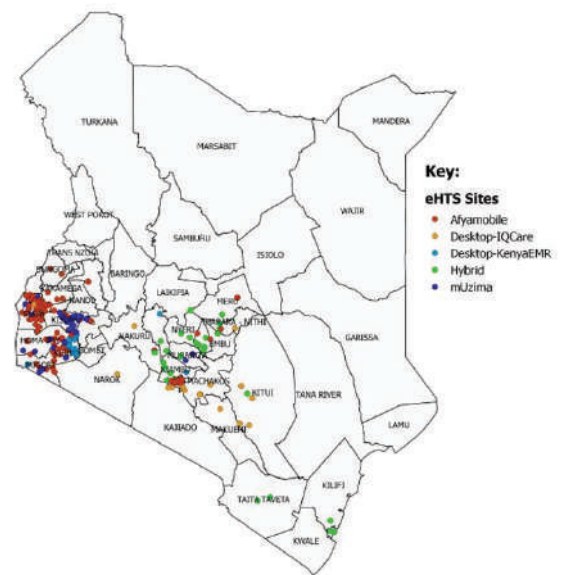 MANDERA
TURKANA
MARSABIT
Key:
eHTS Sites
Afyamobile
Desktop-IQCare
Desktop-KenyaEMR
Hybrid
mUzima
WAJIR
WEST POKOT
SAMBURU
ISIOLO
TRANS NZOIA
BARINGO
LAIKIPIA
MERU
NANDI
NITHI
NAKURU
NYERI
EMBU
GARISSA
NAROK
MACHAKOS
KITUI
TANA RIVER
KAJIADO
MAKUENI
LAMU
KILIFI
TAITA TAVETA
KWALE